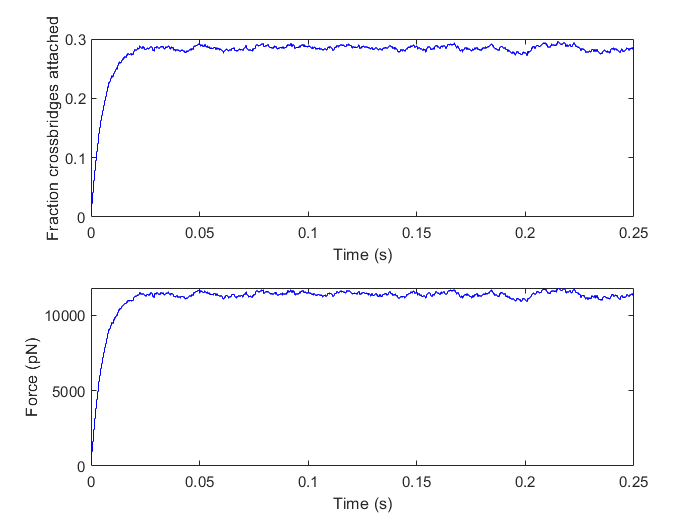 Fraction crossbridges attached
0.3
0.2
0.1
0
0 0.05 0.1 0.15 0.2 0.25
Time (s)
Force (pN)
10000
5000
0
0 0.05 0.1 0.15 0.2 0.25
Time (s)